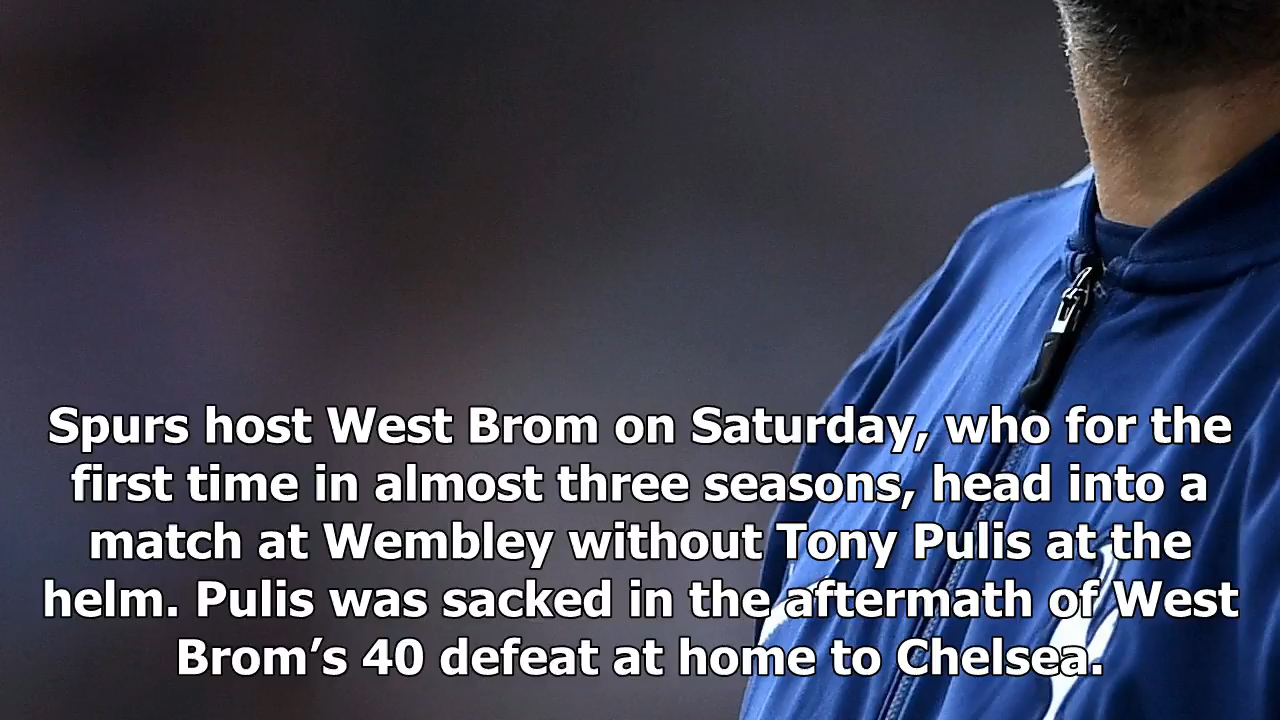 Spurs host West Brom on Saturday, who for the
first time in almost three seasons, head into a
match at Wembley without Tony Pulis at the
helm. Pulis was sacked in the aftermath of West
Brom’s 40 defeat at home to Chelsea.